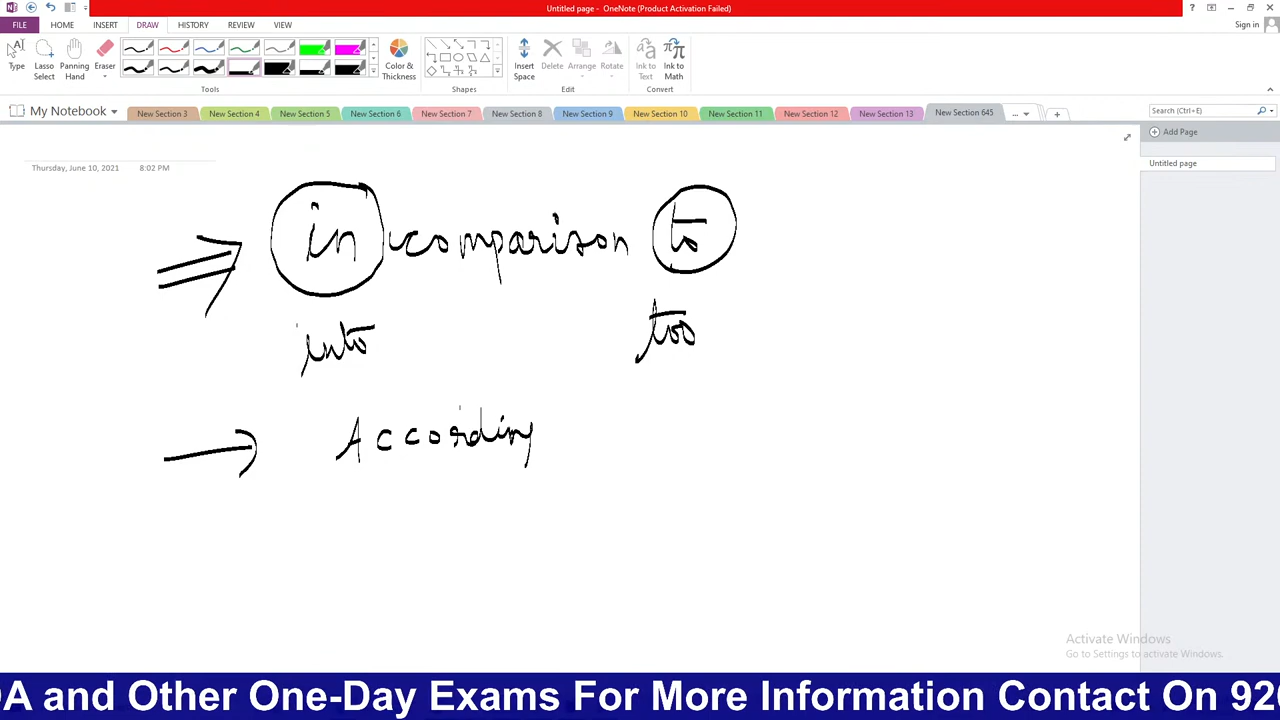 Untitled page - OneNote (Product Activation Failed)
FILE HOME INSERT DRAW HISTORY REVIEW VIEW
Sign in
Type
Lasso Select
Panning Hand
Eraser
Color & Thickness
Insert Space
Delete
Arrange
Rotate
Ink to Text
Ink to Math
Tools
Shapes
Edit
Convert
My Notebook
New Section 3 New Section 4 New Section 5 New Section 6 New Section 7 New Section 8 New Section 9 New Section 10 New Section 11 New Section 12 New Section 13 New Section 645 ...
Search (Ctrl+E)
Add Page
Untitled page
Thursday, June 10, 2021 8:02 PM
in comparison to
into too
According
Activate Windows
Go to Settings to activate Windows.
A and Other One-Day Exams For More Information Contact On 92